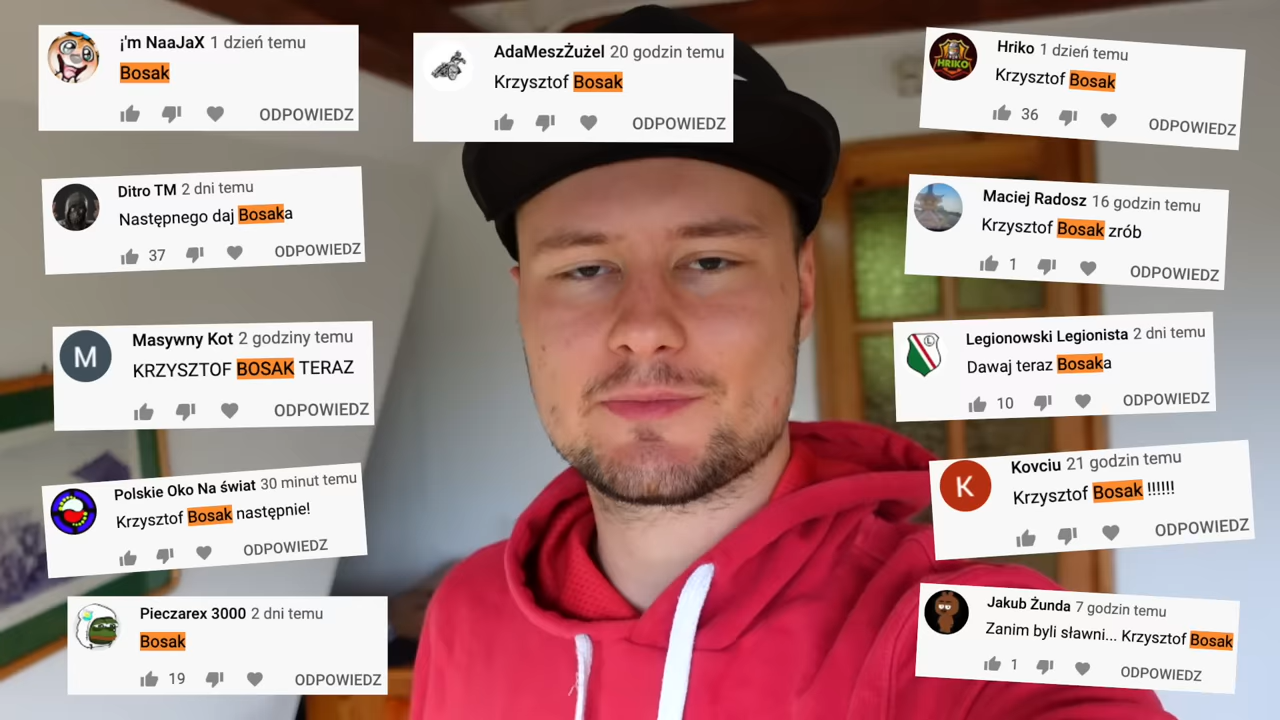 i'm NaaJaX 1 dzień temu
Bosak
ODPOWIEDZ
AdaMeszŻużel 20 godzin temu
Krzysztof Bosak
ODPOWIEDZ
Hriko 1 dzień temu
Krzysztof Bosak
36 ODPOWIEDZ
HRIKO
Ditro TM 2 dni temu
Następnego daj Bosaka
37 ODPOWIEDZ
Maciej Radosz 16 godzin temu
Krzysztof Bosak zrób
1 ODPOWIEDZ
M
Masywny Kot 2 godziny temu
KRZYSZTOF BOSAK TERAZ
ODPOWIEDZ
Legionowski Legionista 2 dni temu
Dawaj teraz Bosaka
10 ODPOWIEDZ
L
Polskie Oko Na świat 30 minut temu
Krzysztof Bosak następnie!
ODPOWIEDZ
K
Kovciu 21 godzin temu
Krzysztof Bosak !!!!!!
ODPOWIEDZ
Pieczarex 3000 2 dni temu
Bosak
19 ODPOWIEDZ
Jakub Żunda 7 godzin temu
Zanim byli sławni... Krzysztof Bosak
1 ODPOWIEDZ